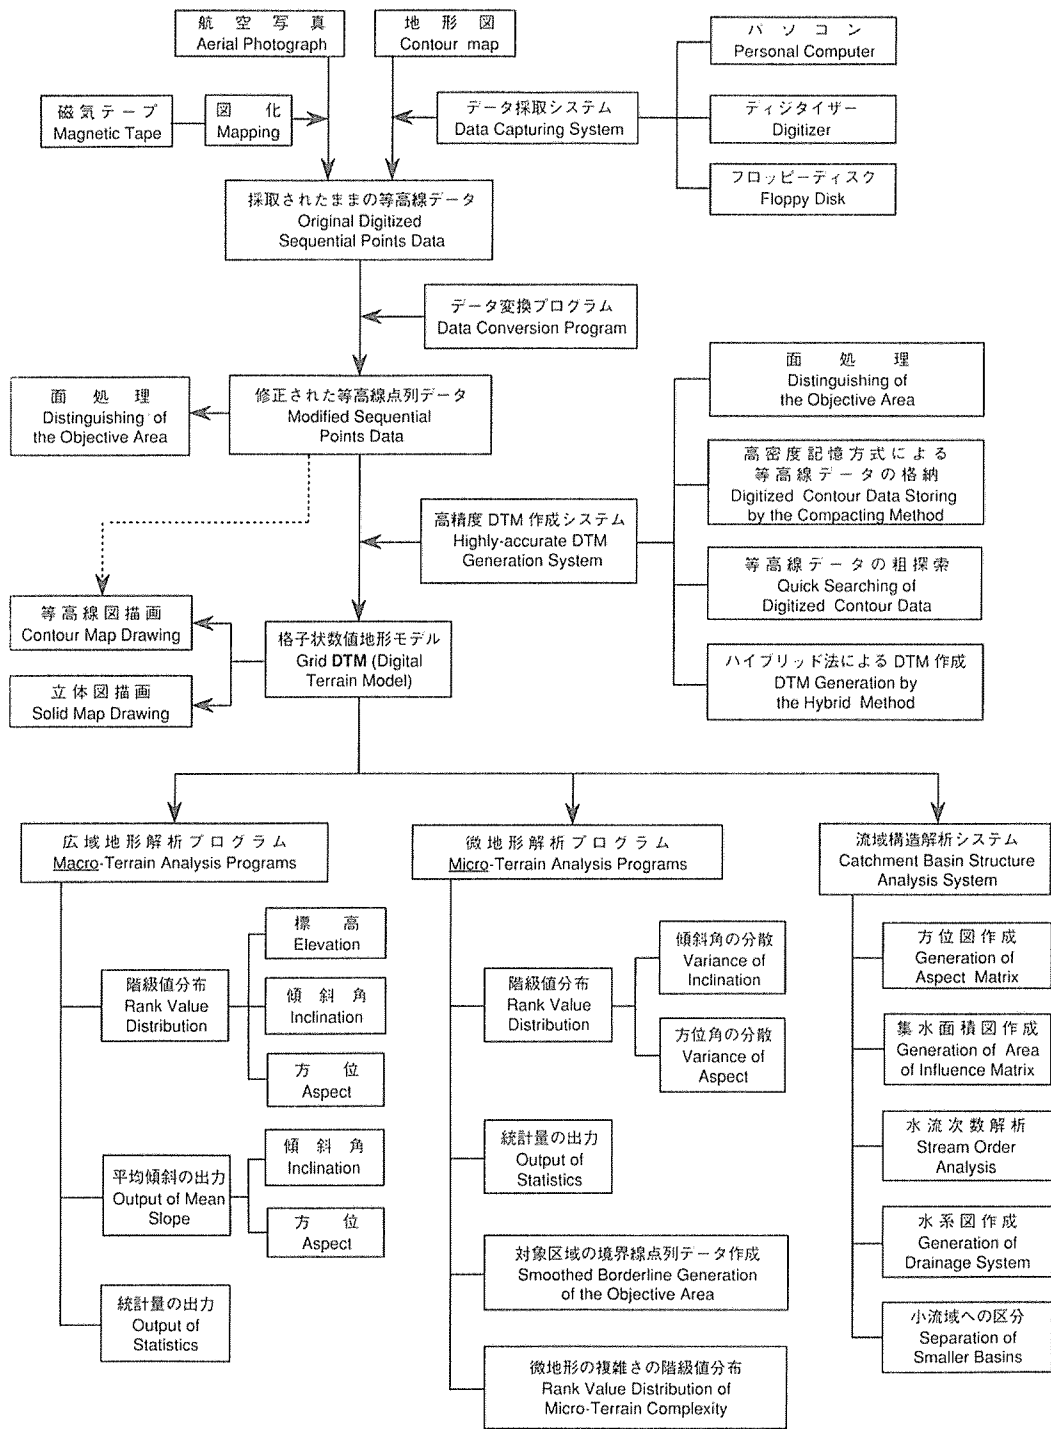 航空写真
Aerial Photograph
地形図
Contour map
パソコン
Personal Computer
磁気テープ
Magnetic Tape
図化
Mapping
データ採取システム
Data Capturing System
ディジタイザー
Digitizer
フロッピーディスク
Floppy Disk
採取されたままの等高線データ
Original Digitized
Sequential Points Data
データ変換プログラム
Data Conversion Program
面処理
Distinguishing of
the Objective Area
修正された等高線点列データ
Modified Sequential
Points Data
面処理
Distinguishing of
the Objective Area
高密度記憶方式による
等高線データの格納
Digitized Contour Data Storing
by the Compacting Method
高精度 DTM 作成システム
Highly-accurate DTM
Generation System
等高線データの粗探索
Quick Searching of
Digitized Contour Data
等高線図描画
Contour Map Drawing
格子状数値地形モデル
Grid DTM (Digital
Terrain Model)
ハイブリッド法による DTM 作成
DTM Generation by
the Hybrid Method
立体図描画
Solid Map Drawing
広域地形解析プログラム
Macro-Terrain Analysis Programs
微地形解析プログラム
Micro-Terrain Analysis Programs
流域構造解析システム
Catchment Basin Structure
Analysis System
標高
Elevation
階級値分布
Rank Value
Distribution
傾斜角
Inclination
方位
Aspect
傾斜角
Inclination
平均傾斜の出力
Output of Mean
Slope
方位
Aspect
統計量の出力
Output of
Statistics
傾斜角の分散
Variance of
Inclination
階級値分布
Rank Value
Distribution
方位角の分散
Variance of
Aspect
統計量の出力
Output of
Statistics
対象区域の境界線点列データ作成
Smoothed Borderline Generation
of the Objective Area
微地形の複雑さの階級値分布
Rank Value Distribution of
Micro-Terrain Complexity
方位図作成
Generation of
Aspect Matrix
集水面積図作成
Generation of Area
of Influence Matrix
水流次数解析
Stream Order
Analysis
水系図作成
Generation of
Drainage System
小流域への区分
Separation of
Smaller Basins